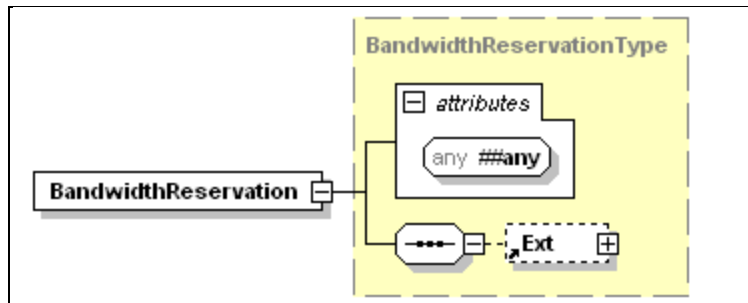 BandwidthReservationType
attributes
any ##any
BandwidthReservation
Ext